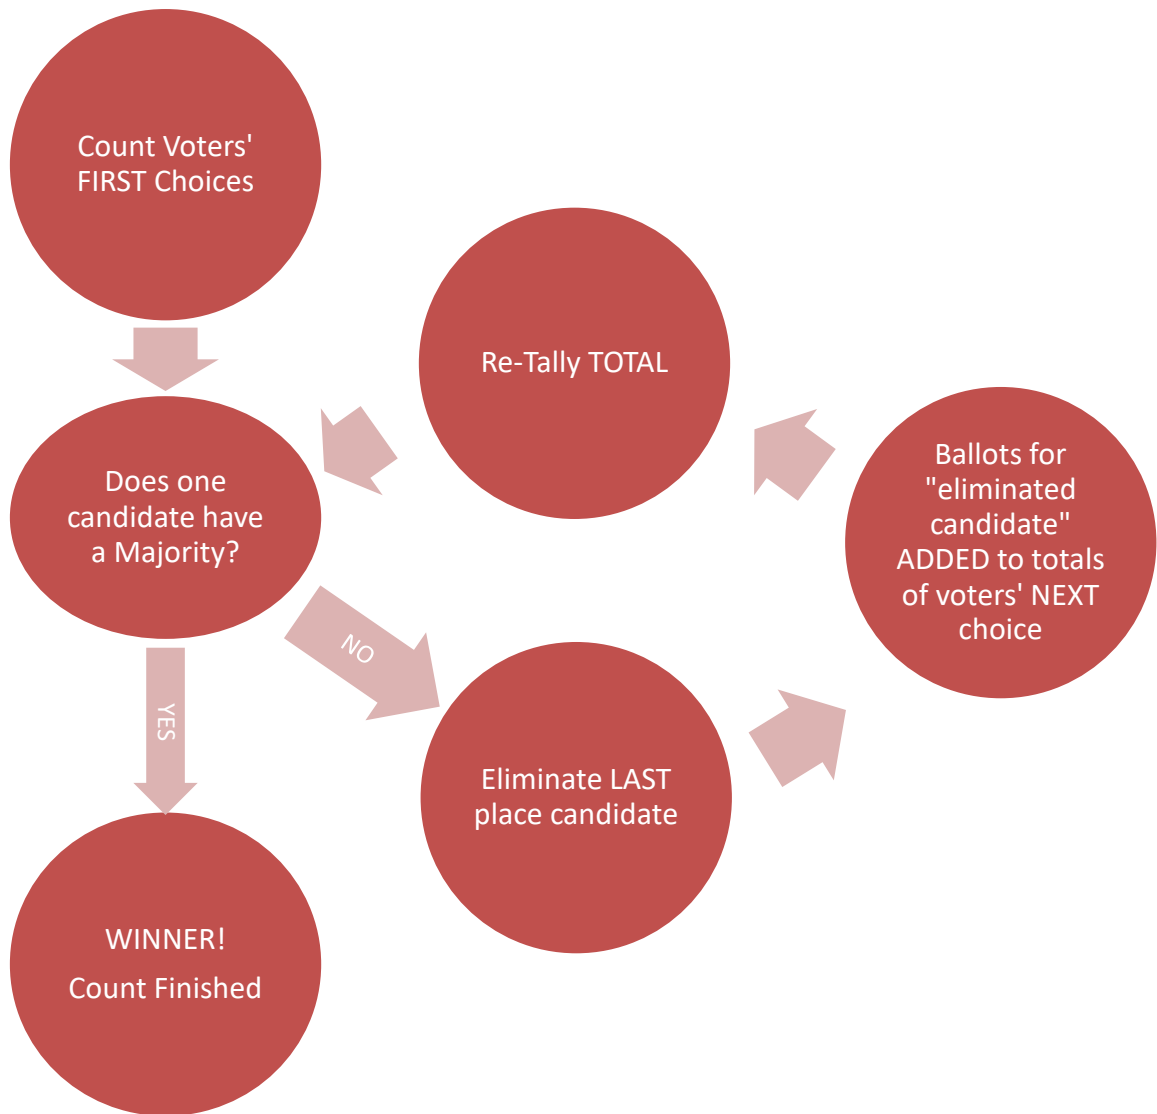 Count Voters'
FIRST Choices
Re-Tally TOTAL
Does one
candidate have
a Majority?
Ballots for
"eliminated
candidate"
ADDED to totals
of voters' NEXT
choice
NO
YES
Eliminate LAST
place candidate
WINNER!
Count Finished